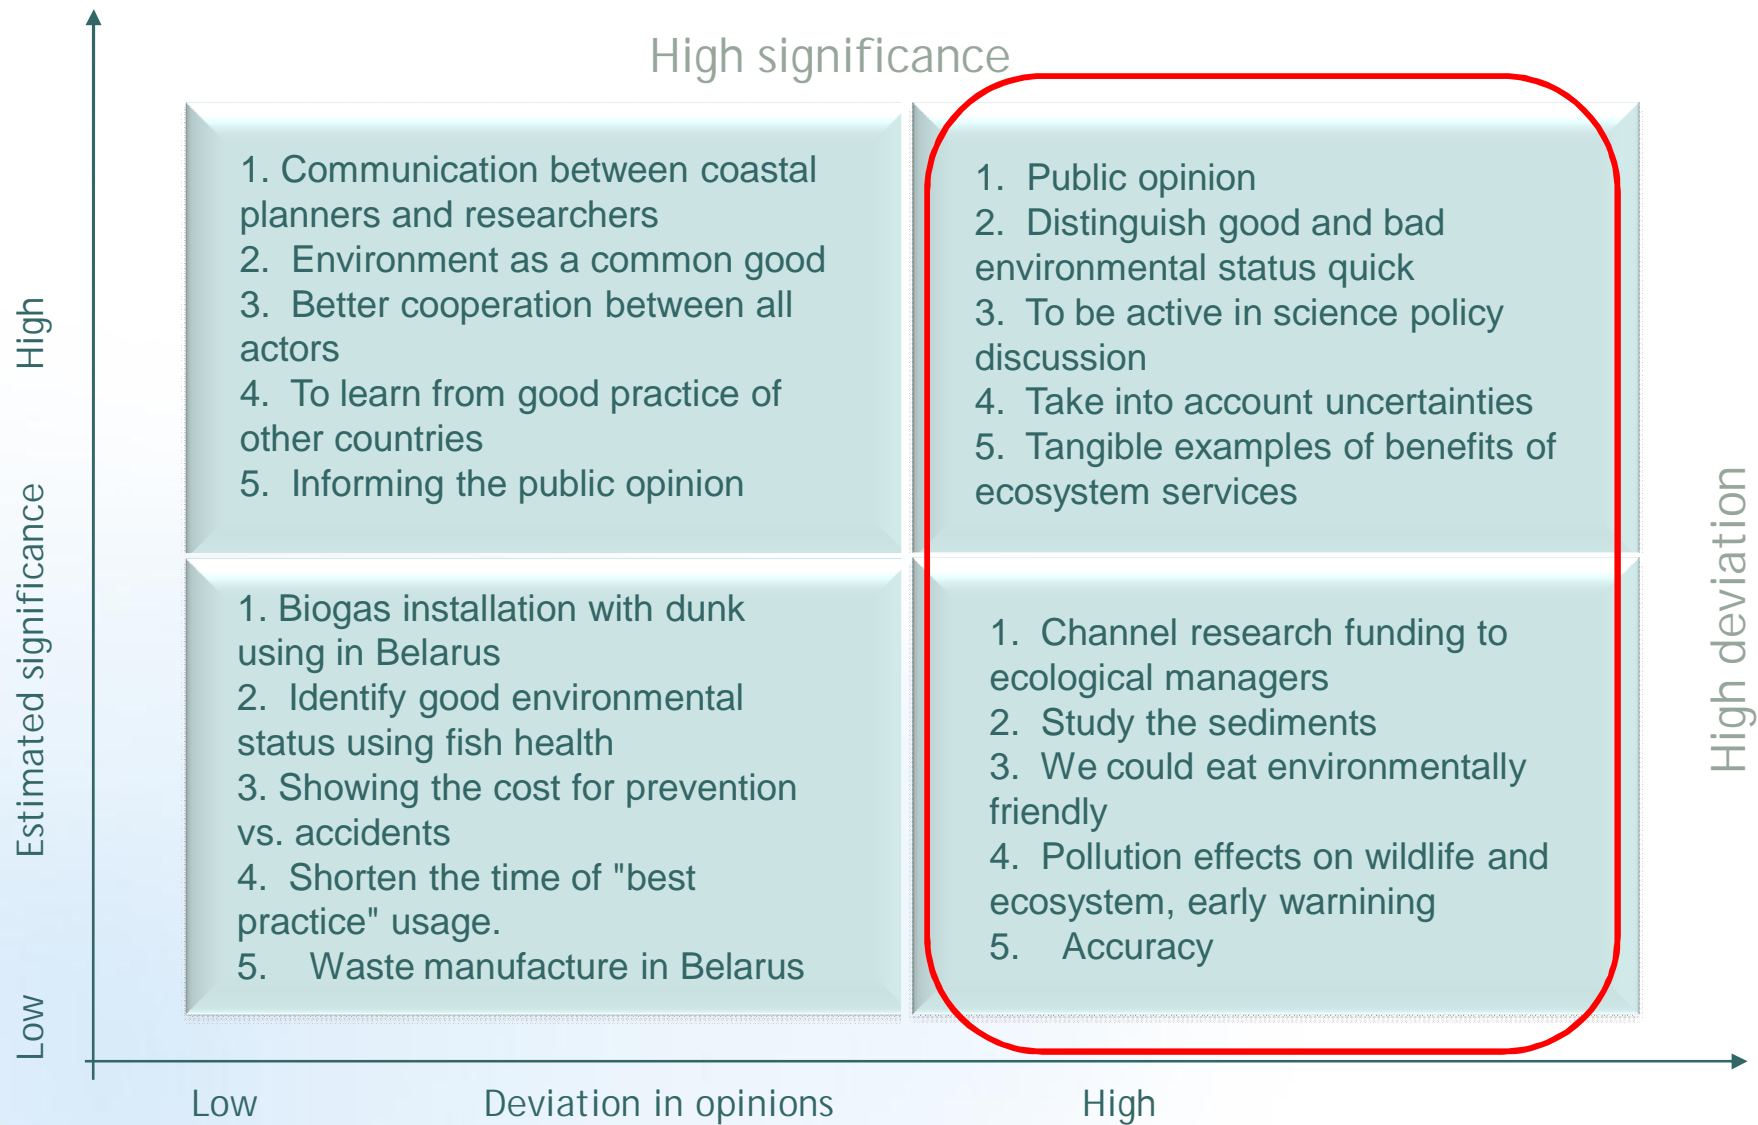 High significance
1. Communication between coastal
planners and researchers
2. Environment as a common good
3. Better cooperation between all
actors
4. To learn from good practice of
other countries
5. Informing the public opinion
1. Public opinion
2. Distinguish good and bad
environmental status quick
3. To be active in science policy
discussion
4. Take into account uncertainties
5. Tangible examples of benefits of
ecosystem services
1. Biogas installation with dunk
using in Belarus
2. Identify good environmental
status using fish health
3. Showing the cost for prevention
vs. accidents
4. Shorten the time of "best
practice" usage.
5. Waste manufacture in Belarus
1. Channel research funding to
ecological managers
2. Study the sediments
3. We could eat environmentally
friendly
4. Pollution effects on wildlife and
ecosystem, early warnining
5. Accuracy
High
Estimated significance
Low
High deviation
Low
Deviation in opinions
High